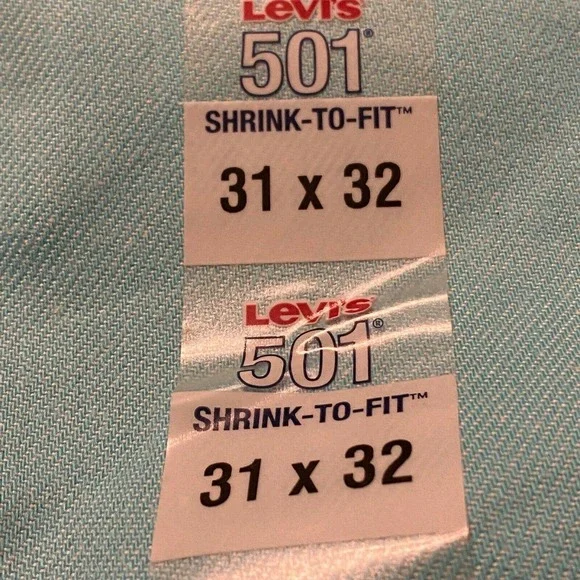 Levi's
501®
SHRINK-TO-FIT™
31 x 32
Levi's
501®
SHRINK-TO-FIT™
31 x 32